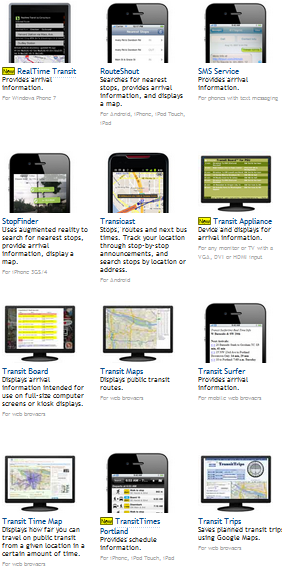 New RealTime Transit
Provides arrival
information.
For Windows Phone 7
RouteShout
Searches for nearest
stops, provides arrival
information, and displays
a map.
For Android, iPhone, iPod Touch,
iPad
SMS Service
Provides arrival
information.
For phones with text messaging
StopFinder
Uses augmented reality to
search for nearest stops,
provide arrival
information, display a
map.
For iPhone 3GS/4
Transicast
Stops, routes and next bus
times. Track your location
through stop-by-stop
announcements, and
search stops by location or
address.
For Android
New Transit Appliance
Device and displays for
arrival information.
For any monitor or TV with a
VGA, DVI or HDMI input
Transit Board
Displays arrival
information intended for
use on full-size computer
screens or kiosk displays.
For web browsers
Transit Maps
Displays public transit
routes.
For web browsers
Transit Surfer
Provides arrival
information.
For mobile web browsers
Transit Time Map
Displays how far you can
travel on public transit
from a given location in a
certain amount of time.
For web browsers
New TransitTimes
Portland
Provides schedule
information.
For iPhone, iPod Touch, iPad
Transit Trips
Saves planned transit trips
using Google Maps.
For web browsers